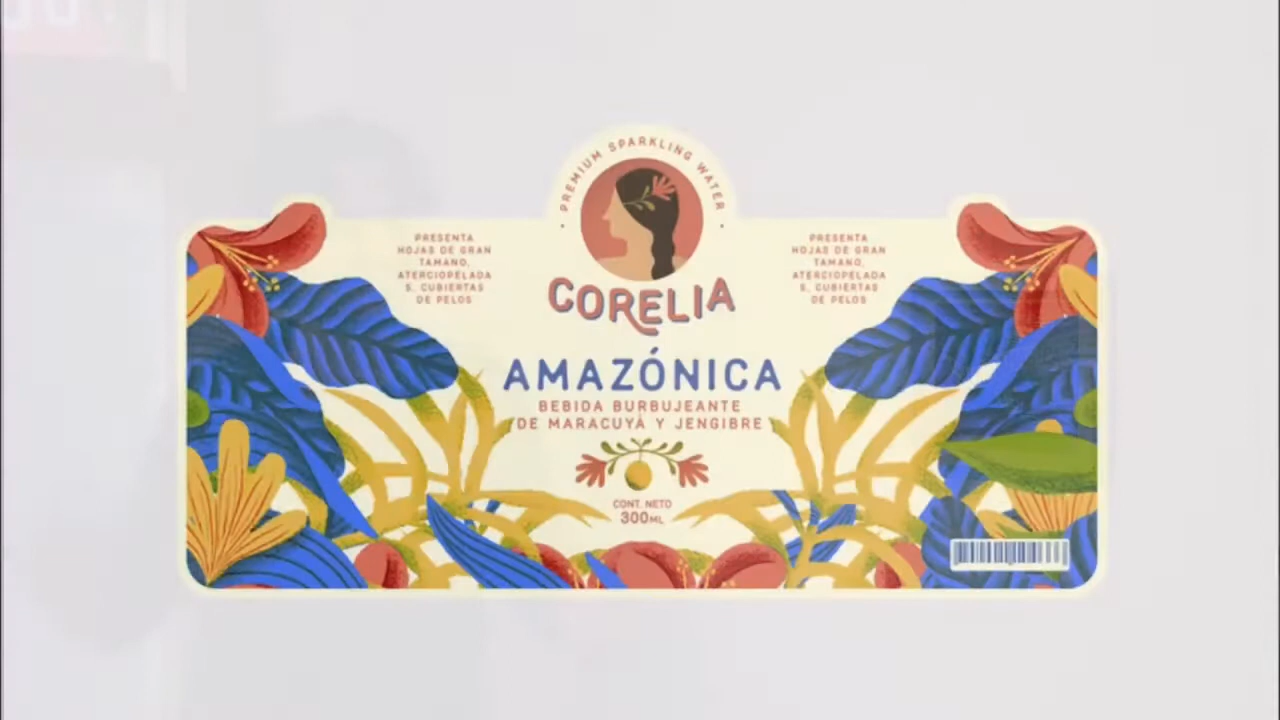 PREMIUM SPARKLING WATER
PRESENTA
HOJAS DE GRAN
TAMANO,
ATERCIOPELADA
S, CUBIERTAS
DE PELOS
PRESENTA
HOJAS DE GRAN
TAMANO,
ATERCIOPELADA
S, CUBIERTAS
DE PELOS
CORELIA
AMAZÓNICA
BEBIDA BURBUJEANTE
DE MARACUYÁ Y JENGIBRE
CONT. NETO
300ML